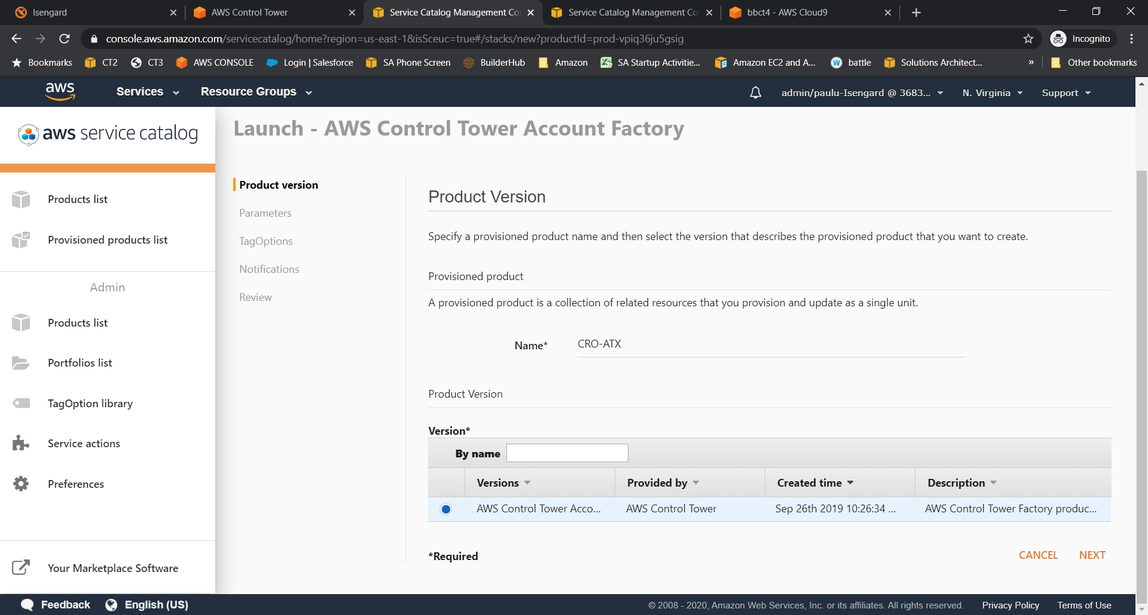 Isengard
AWS Control Tower
Service Catalog Management Co
Service Catalog Management Co
bbct4 - AWS Cloud9
console.aws.amazon.com/servicecatalog/home?region=us-east-1&isSceuc=true#/stacks/new?productId=prod-vpiq36ju5gsig
Incognito
Bookmarks
CT2
CT3
AWS CONSOLE
Login | Salesforce
SA Phone Screen
BuilderHub
Amazon
SA Startup Activitie...
Amazon EC2 and A...
battle
Solutions Architect...
»
Other bookmarks
aws
Services
Resource Groups
admin/paulu-Isengard @ 3683...
N. Virginia
Support
aws service catalog
Products list
Provisioned products list
Admin
Products list
Portfolios list
TagOption library
Service actions
Preferences
Your Marketplace Software
Launch - AWS Control Tower Account Factory
Product version
Parameters
TagOptions
Notifications
Review
Product Version
Specify a provisioned product name and then select the version that describes the provisioned product that you want to create.
Provisioned product
A provisioned product is a collection of related resources that you provision and update as a single unit.
Name*
CRO-ATX
Product Version
Version*
By name
Versions
Provided by
Created time
Description
AWS Control Tower Acco...
AWS Control Tower
Sep 26th 2019 10:26:34 ...
AWS Control Tower Factory produc...
*Required
CANCEL
NEXT
Feedback
English (US)
© 2008 - 2020, Amazon Web Services, Inc. or its affiliates. All rights reserved.
Privacy Policy
Terms of Use